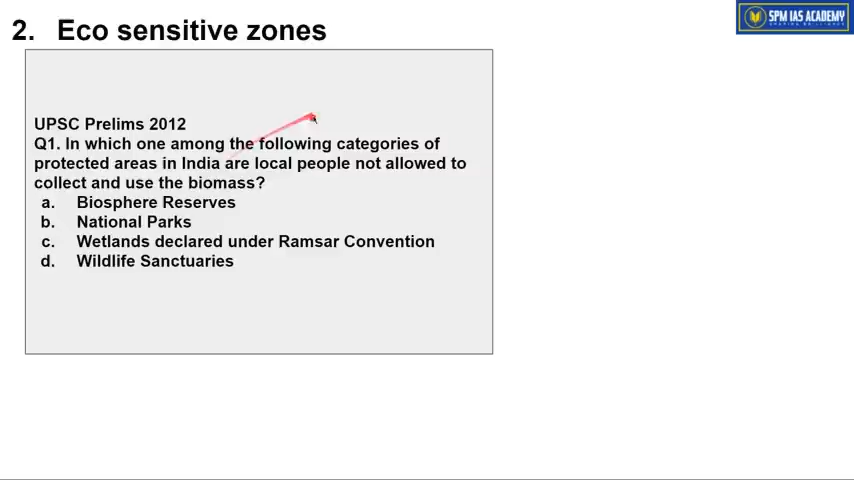 2. Eco sensitive zones
SPM IAS ACADEMY
UPSC Prelims 2012
Q1. In which one among the following categories of
protected areas in India are local people not allowed to
collect and use the biomass?
a. Biosphere Reserves
b. National Parks
c. Wetlands declared under Ramsar Convention
d. Wildlife Sanctuaries